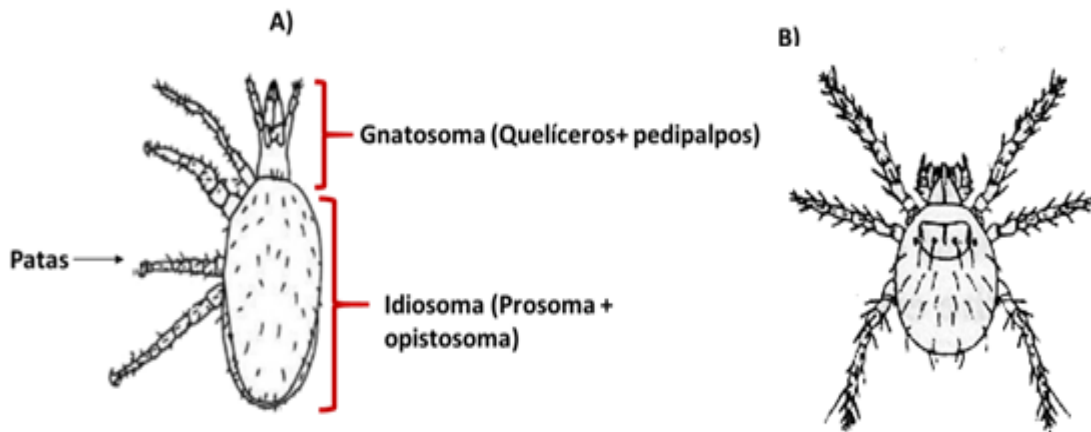 A)
B)
Gnatosoma (Quelíceros+ pedipalpos)
Patas
Idiosoma (Prosoma +
opistosoma)